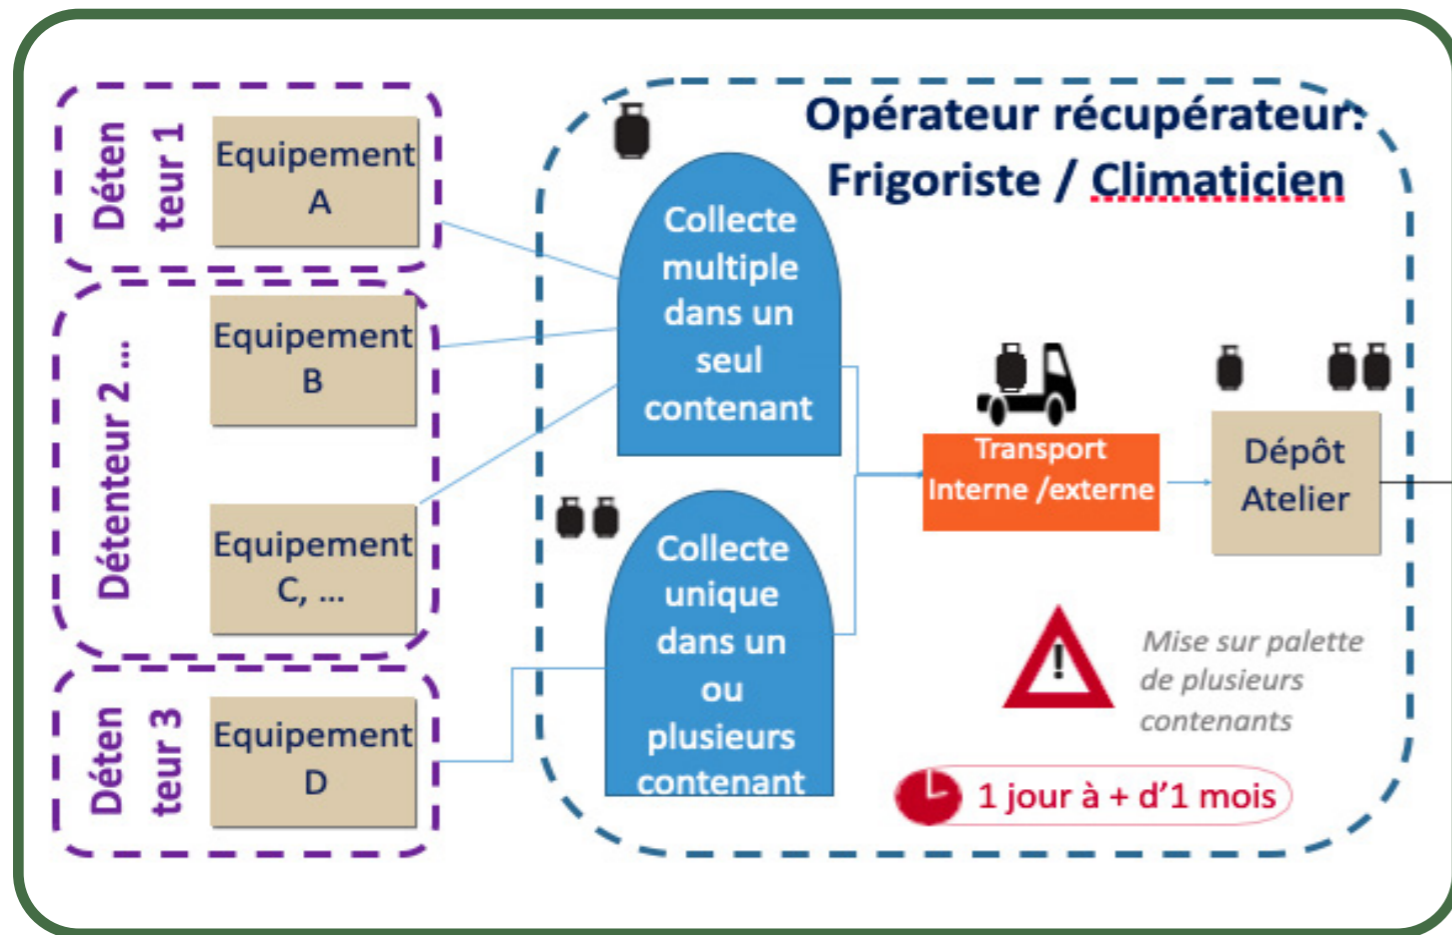 Déten
teur 1
Equipement
A
Détenteur 2 ...
Equipement
B
Equipement
C, ...
Déten
teur 3
Equipement
D
Opérateur récupérateur:
Frigoriste / Climaticien
Collecte
multiple
dans un
seul
contenant
Collecte
unique
dans un
ou
plusieurs
contenant
Transport
Interne /externe
Dépôt
Atelier
!
Mise sur palette
de plusieurs
contenants
1 jour à + d'1 mois